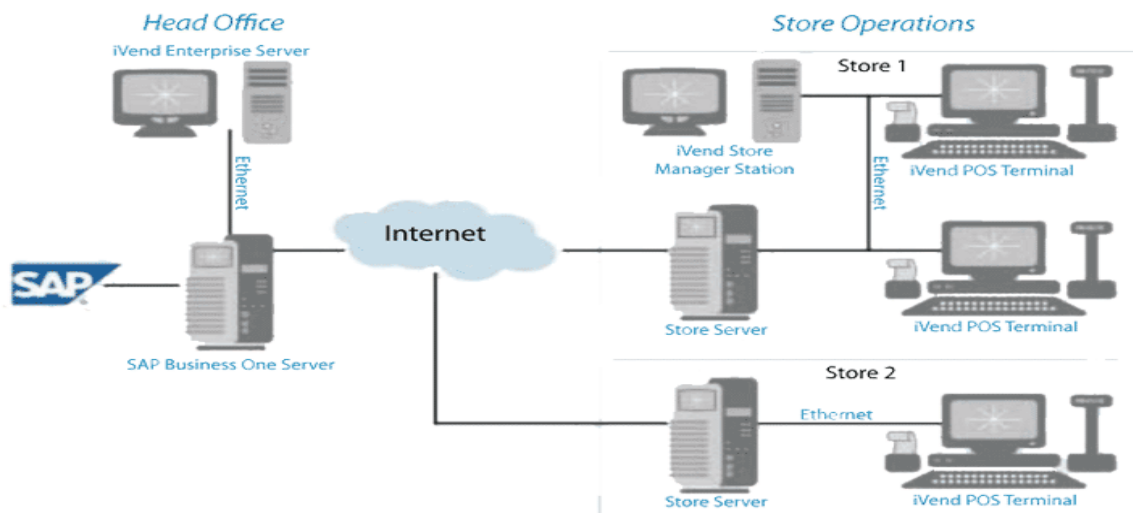 Head Office
Store Operations
iVend Enterprise Server
Store 1
Ethernet
iVend Store
Manager Station
Ethernet
iVend POS Terminal
Internet
SAP
SAP Business One Server
Store Server
iVend POS Terminal
Store 2
Ethernet
Store Server
iVend POS Terminal